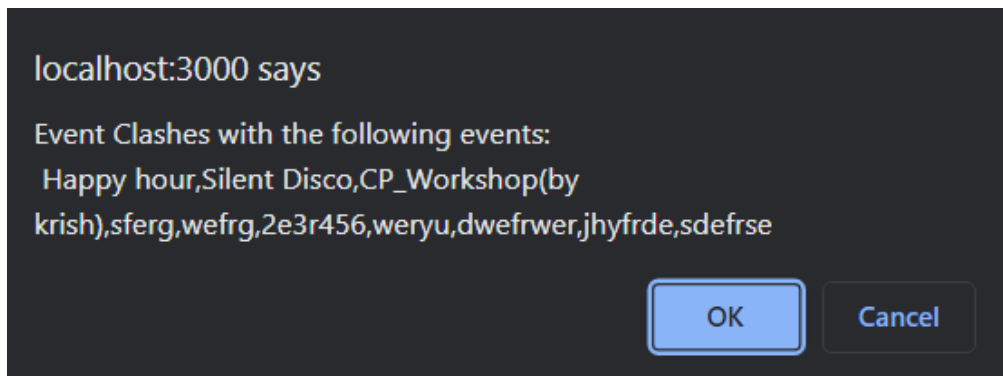 localhost:3000 says
Event Clashes with the following events:
Happy hour,Silent Disco,CP_Workshop(by
krish),sferg,wefrg,2e3r456,weryu,dwefrwer,jhyfrde,sdefrse
OK Cancel